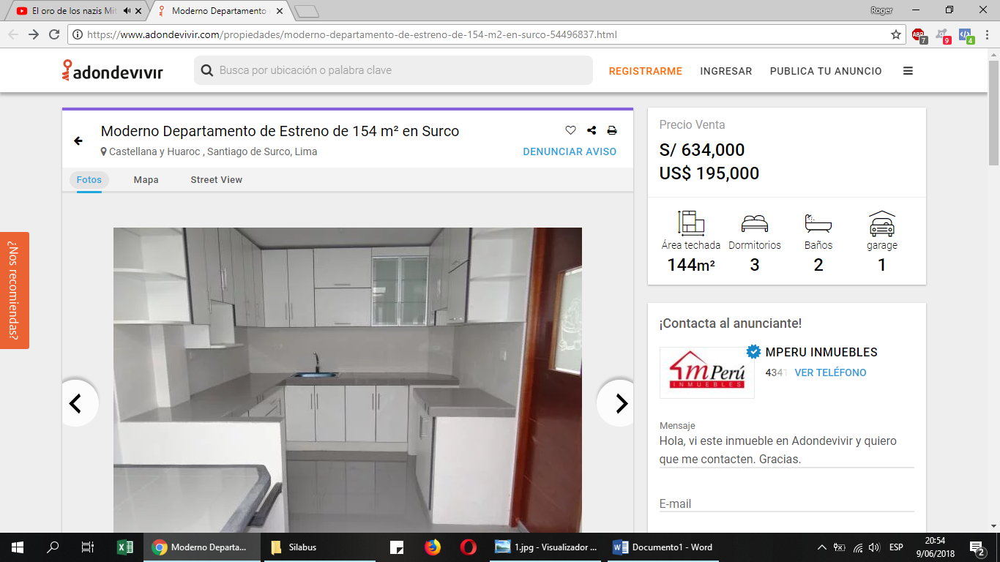 El oro de los nazis Mit
Moderno Departamento
Roger
https://www.adondevivir.com/propiedades/moderno-departamento-de-estreno-de-154-m2-en-surco-54496837.html
ABP
7
9
4
adondevivir
Busca por ubicación o palabra clave
REGISTRARME
INGRESAR
PUBLICA TU ANUNCIO
Moderno Departamento de Estreno de 154 m² en Surco
Castellana y Huaroc , Santiago de Surco, Lima
DENUNCIAR AVISO
Fotos
Mapa
Street View
¿Nos recomiendas?
Precio Venta
S/ 634,000
US$ 195,000
Área techada
144m²
Dormitorios
3
Baños
2
garage
1
¡Contacta al anunciante!
mPerú
INMUEBLES
MPERU INMUEBLES
4341
VER TELÉFONO
Mensaje
Hola, vi este inmueble en Adondevivir y quiero
que me contacten. Gracias.
E-mail
Moderno Departa...
Silabus
1.jpg - Visualizador ...
Documento1 - Word
ESP
20:54
9/06/2018
2